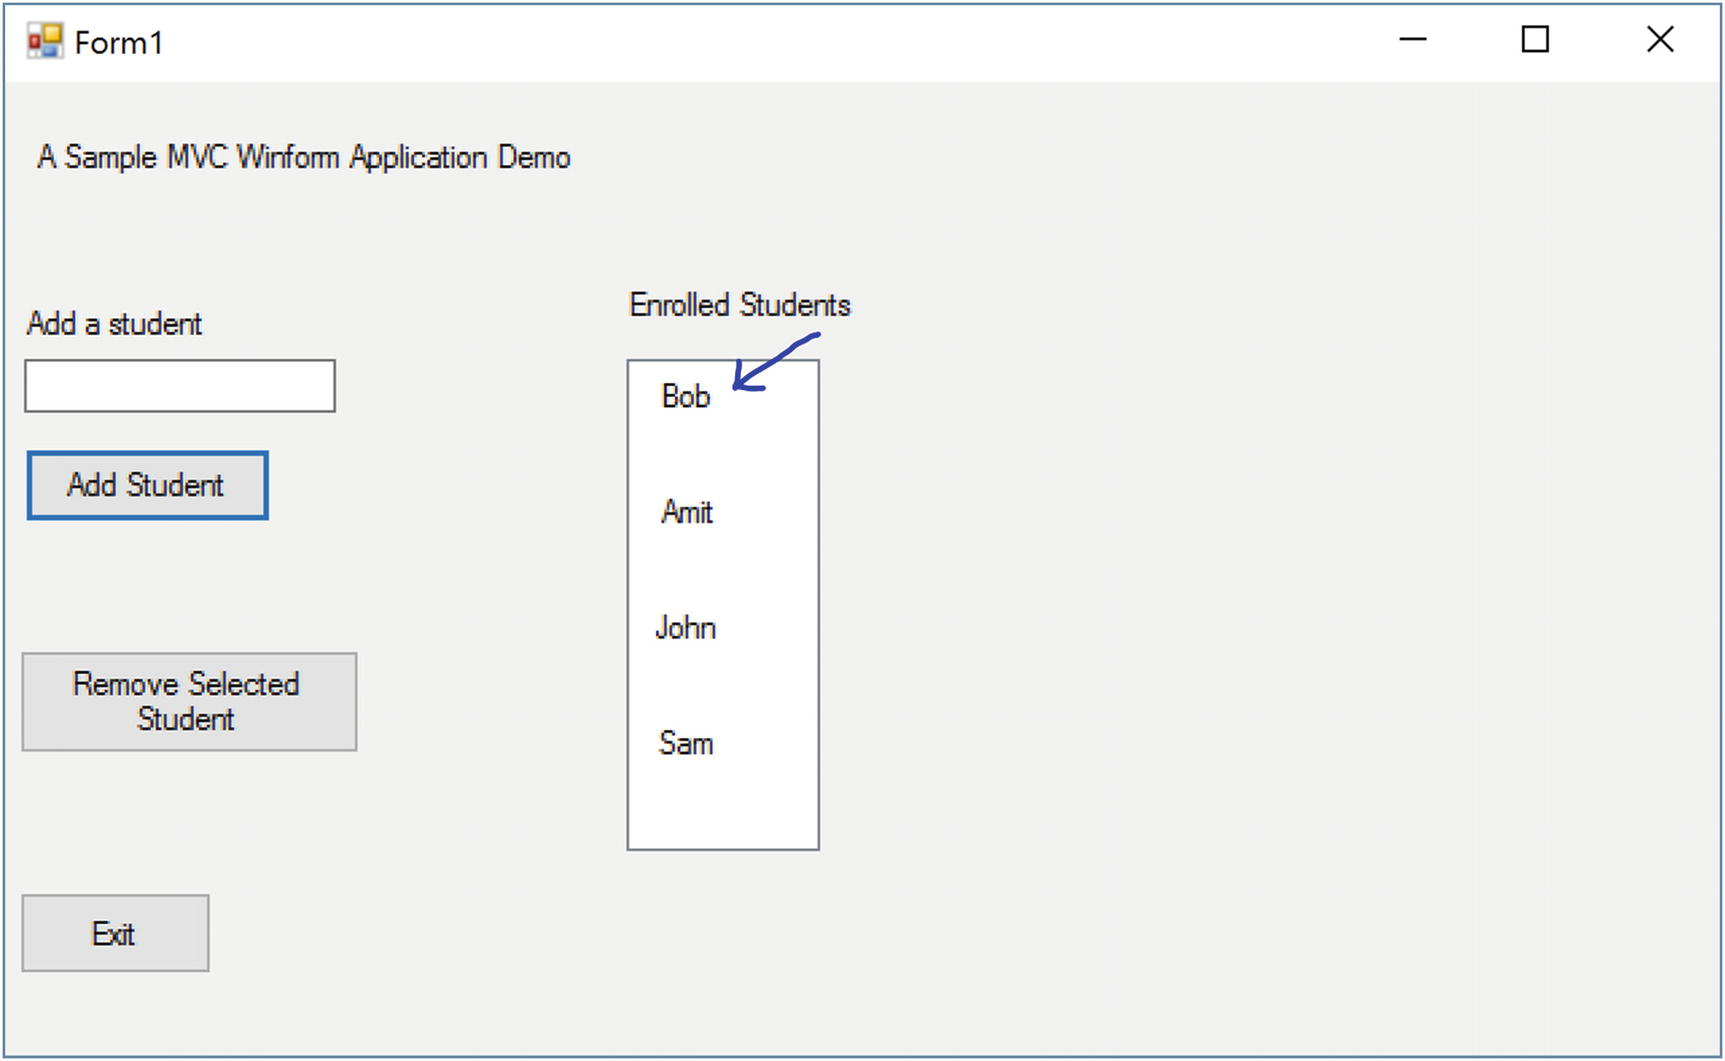 Form1
A Sample MVC Winform Application Demo
Add a student
Enrolled Students
Add Student
Remove Selected
Student
Exit
Bob
Amit
John
Sam